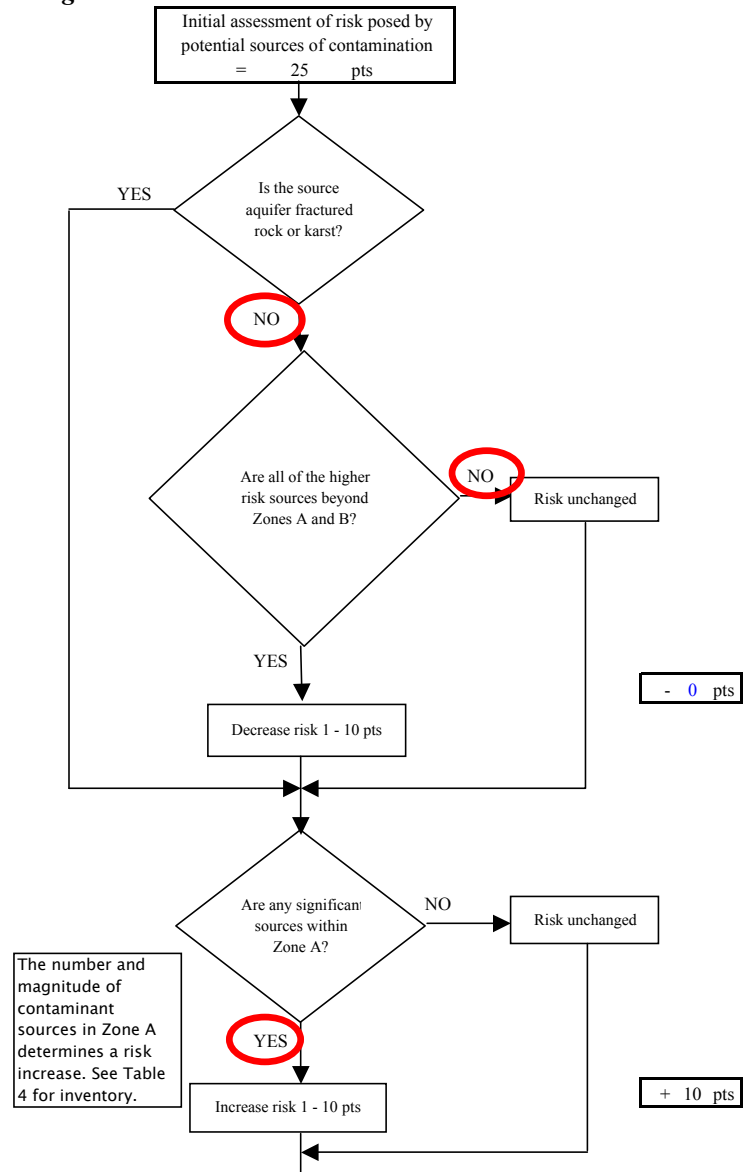 Initial assessment of risk posed by
potential sources of contamination
= 25 pts
YES
Is the source
aquifer fractured
rock or karst?
NO
Are all of the higher
risk sources beyond
Zones A and B?
NO
Risk unchanged
YES
- 0 pts
Decrease risk 1 - 10 pts
Are any significant
sources within
Zone A?
NO
Risk unchanged
The number and
magnitude of
contaminant
sources in Zone A
determines a risk
increase. See Table
4 for inventory.
YES
Increase risk 1 - 10 pts
+ 10 pts